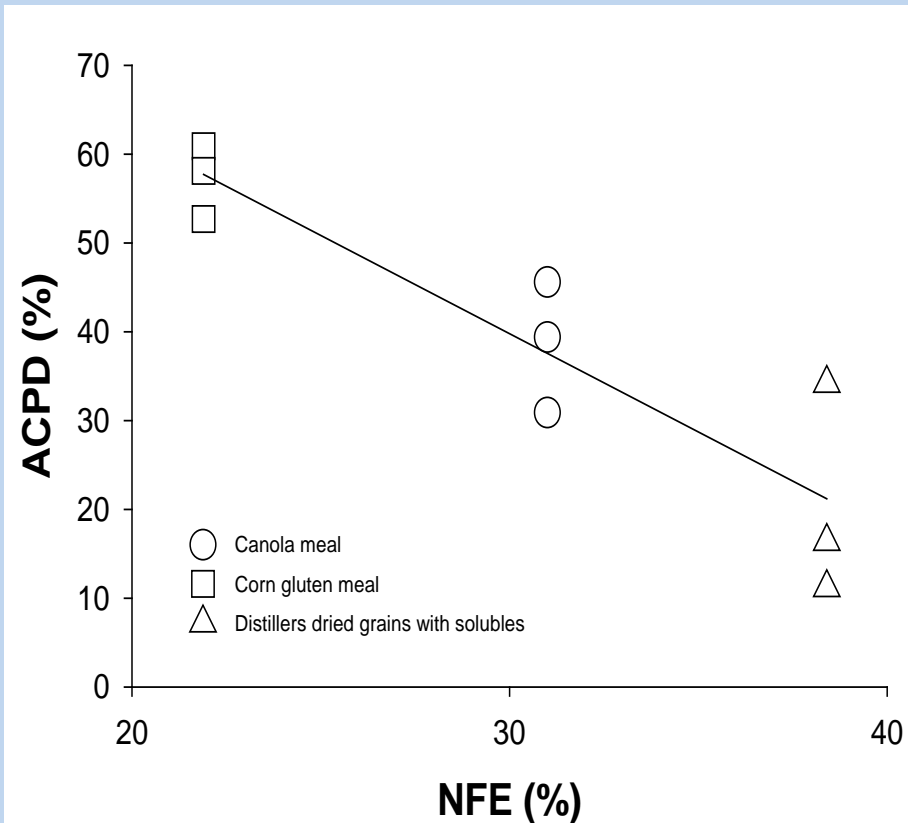 70
60
50
40
30
20
10
0
ACPD (%)
Canola meal
Corn gluten meal
Distillers dried grains with solubles
20 30 40
NFE (%)